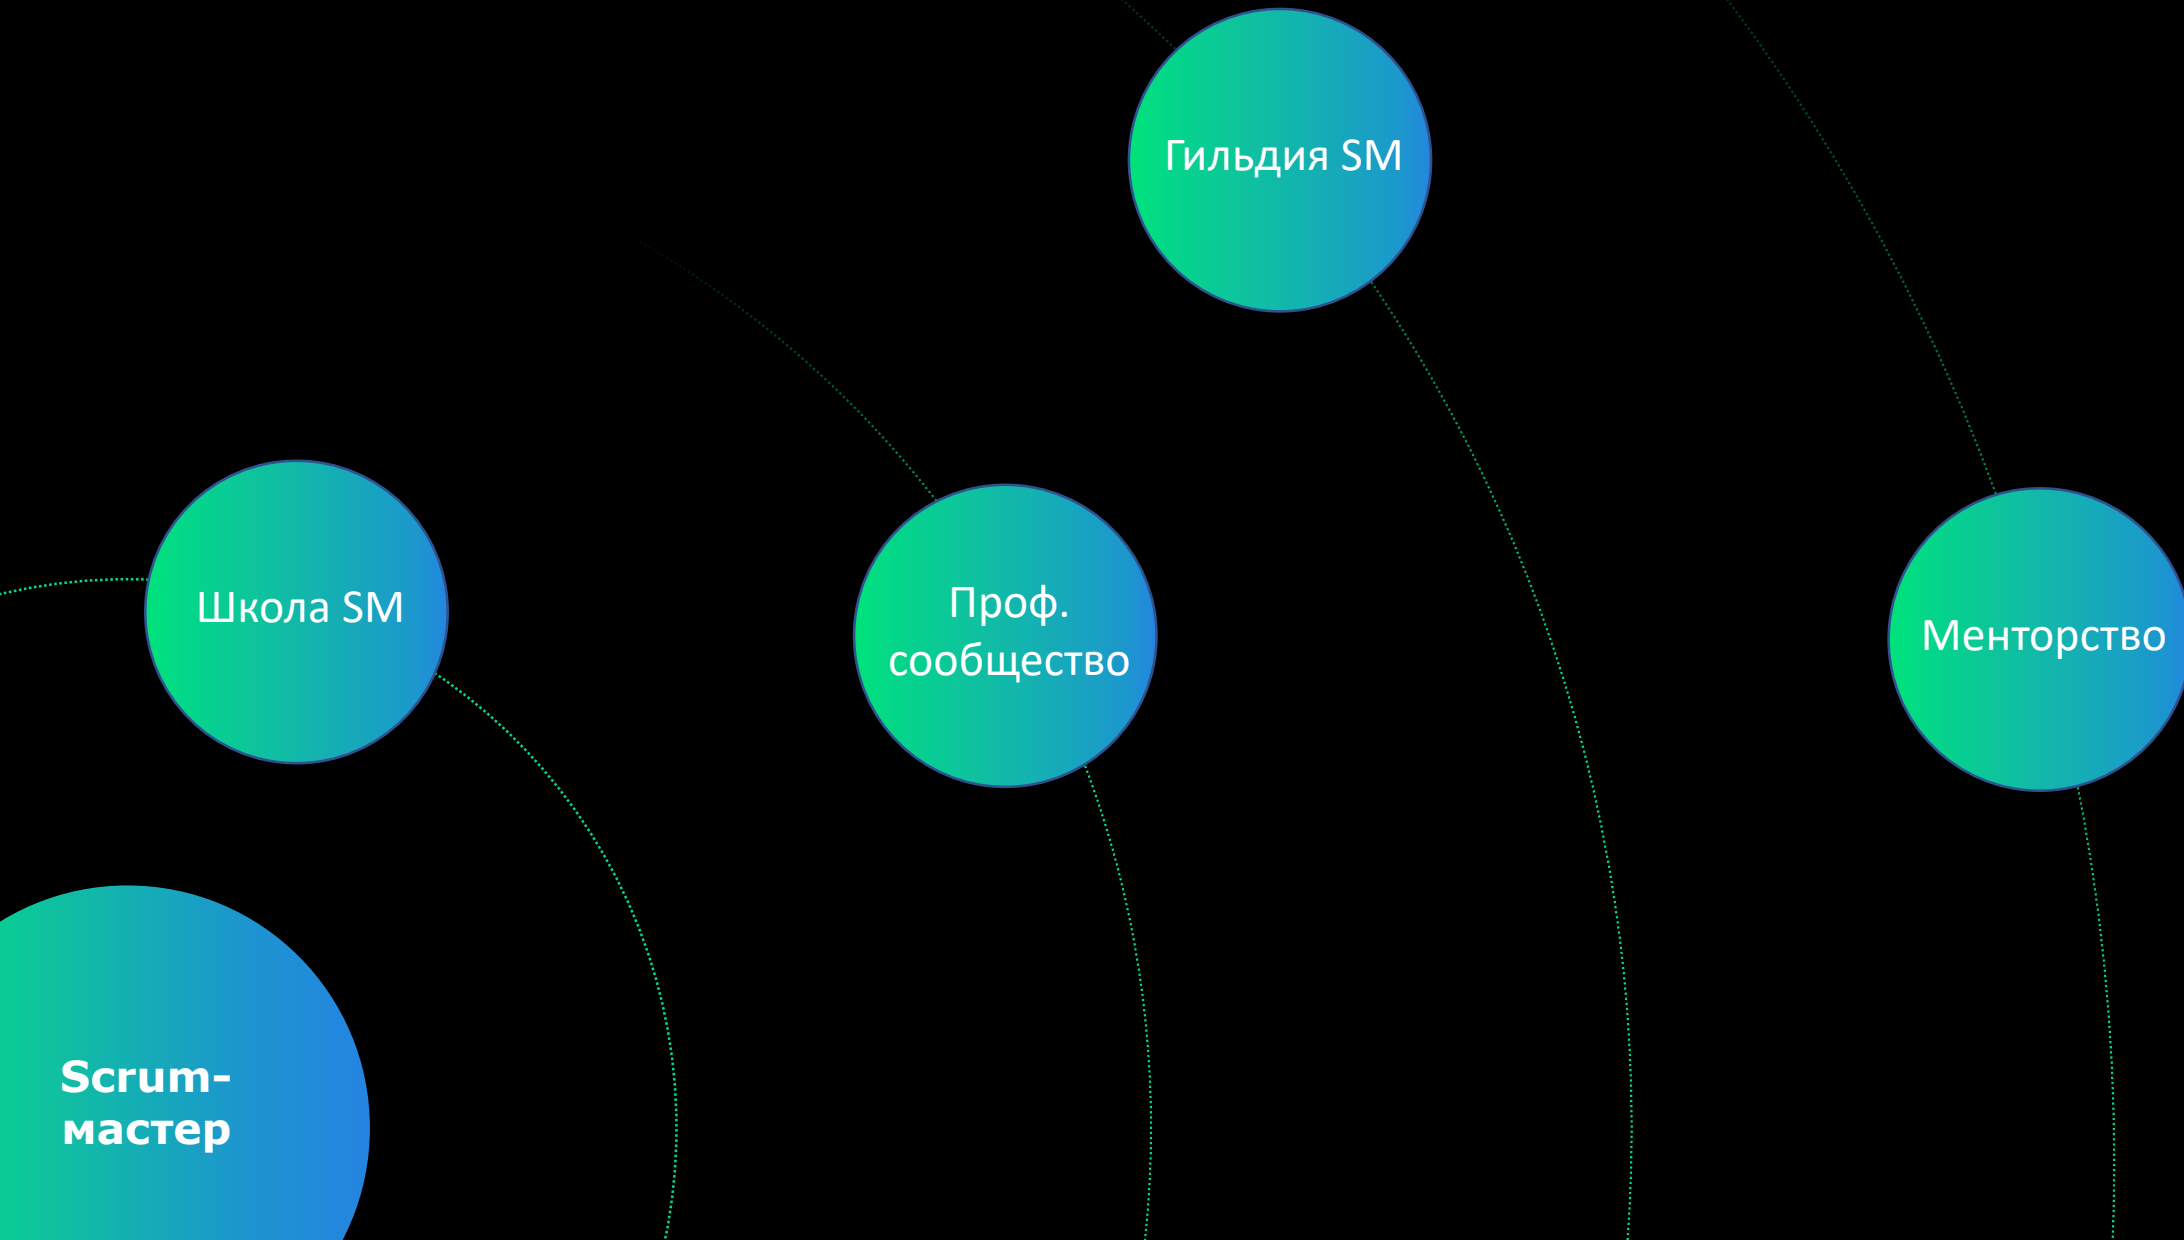 Гильдия SM
Школа SM
Проф.
сообщество
Менторство
Scrum-
мастер